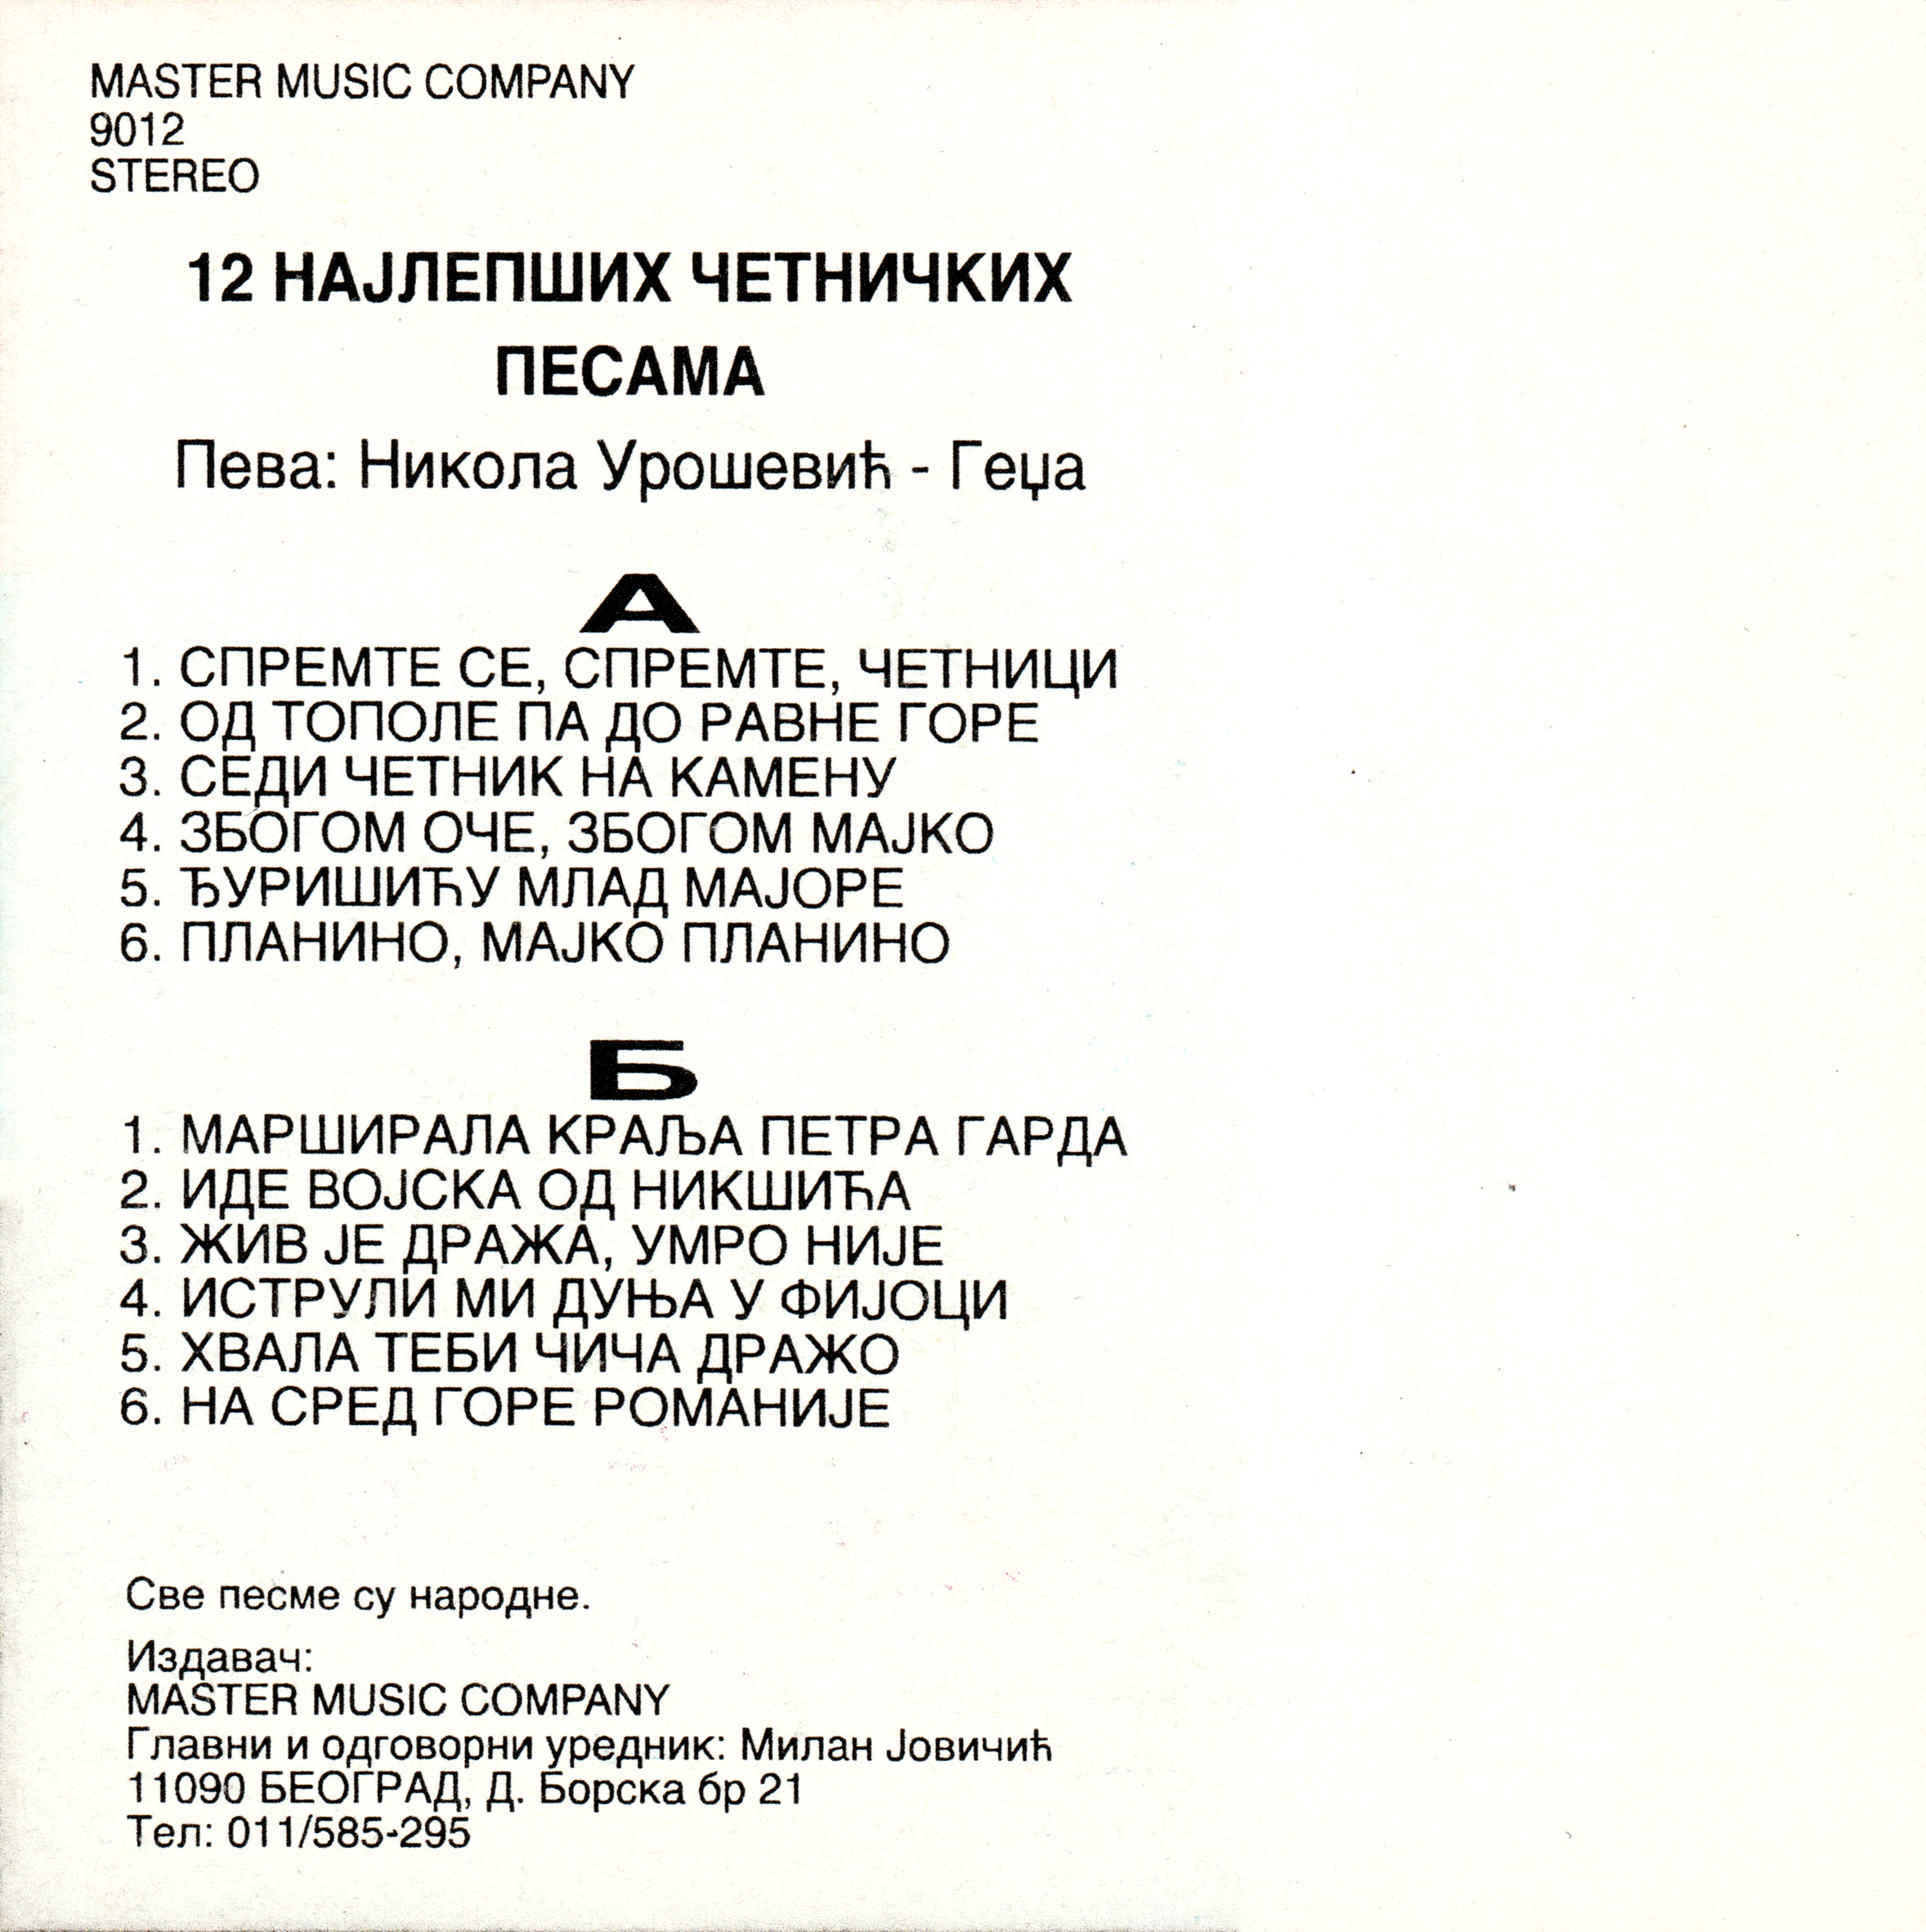 MASTER MUSIC COMPANY
9012
STEREO
12 НАЈЛЕПШИХ ЧЕТНИЧКИХ
ПЕСАМА
Пева: Никола Урошевић - Геџа
А
1. СПРЕМТЕ СЕ, СПРЕМТЕ, ЧЕТНИЦИ
2. ОД ТОПОЛЕ ПА ДО РАВНЕ ГОРЕ
3. СЕДИ ЧЕТНИК НА КАМЕНУ
4. ЗБОГОМ ОЧЕ, ЗБОГОМ МАЈКО
5. ЂУРИШИЋУ МЛАД МАЈОРЕ
6. ПЛАНИНО, МАЈКО ПЛАНИНО
Б
1. МАРШИРАЛА КРАЉА ПЕТРА ГАРДА
2. ИДЕ ВОЈСКА ОД НИКШИЋА
3. ЖИВ ЈЕ ДРАЖА, УМРО НИЈЕ
4. ИСТРУЛИ МИ ДУЊА У ФИЈОЦИ
5. ХВАЛА ТЕБИ ЧИЧА ДРАЖО
6. НА СРЕД ГОРЕ РОМАНИЈЕ
Све песме су народне.
Издавач:
MASTER MUSIC COMPANY
Главни и одговорни уредник: Милан Јовичић
11090 БЕОГРАД, Д. Борска бр 21
Тел: 011/585-295